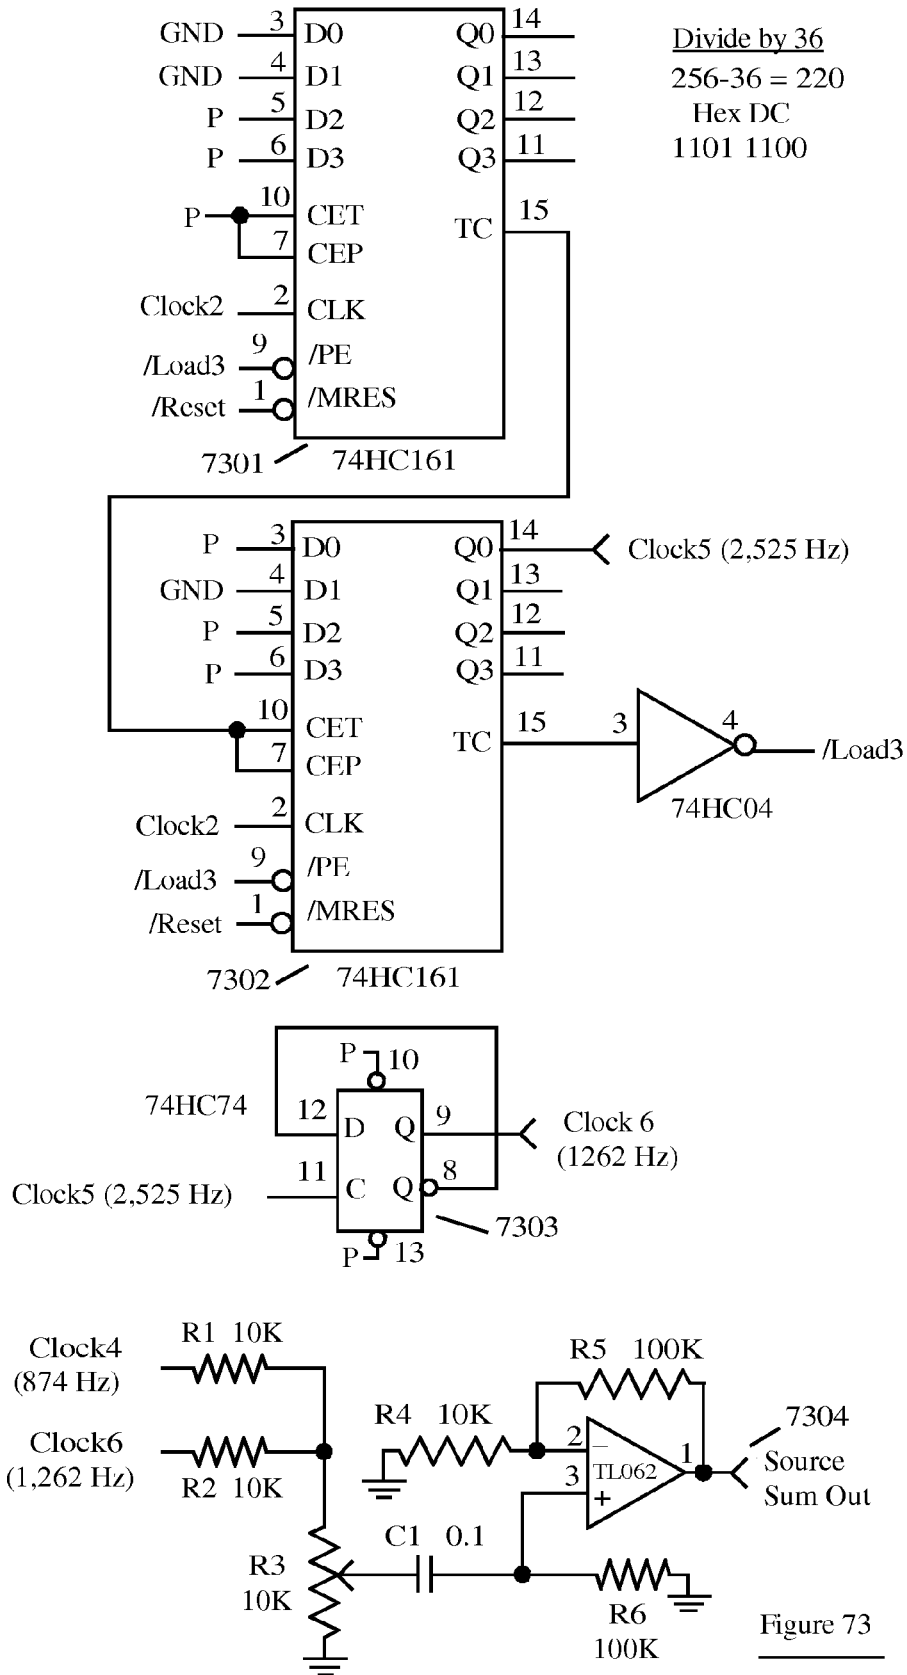 GND 3 D0 Q0 14
Divide by 36
GND 4 D1 Q1 13
256-36 = 220
P 5 D2 Q2 12
Hex DC
P 6 D3 Q3 11
1101 1100
P 10 CET
TC 15
7 CEP
Clock2 2 CLK
/Load3 9 /PE
/Reset 1 /MRES
7301 74HC161
P 3 D0 Q0 14 Clock5 (2,525 Hz)
GND 4 D1 Q1 13
P 5 D2 Q2 12
P 6 D3 Q3 11
10 CET
TC 15 3 4 /Load3
7 CEP
74HC04
Clock2 2 CLK
/Load3 9 /PE
/Reset 1 /MRES
7302 74HC161
P 10
74HC74 12 D Q 9 Clock 6
(1262 Hz)
Clock5 (2,525 Hz) 11 C Q 8
7303
P 13
Clock4 R1 10K
(874 Hz)
R5 100K
R4 10K
7304
Clock6
(1,262 Hz) R2 10K
2 − TL062 1
3 +
Source
Sum Out
C1 0.1
R3
10K
R6
100K
Figure 73